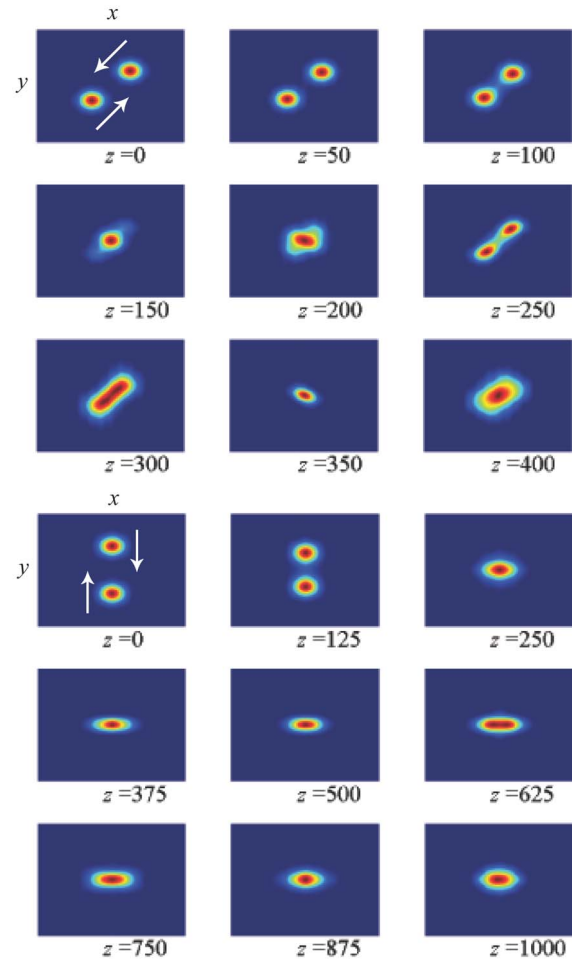 x
y
z =0 z =50 z =100
z =150 z =200 z =250
z =300 z =350 z =400
x
y
z =0 z =125 z =250
z =375 z =500 z =625
z =750 z =875 z =1000